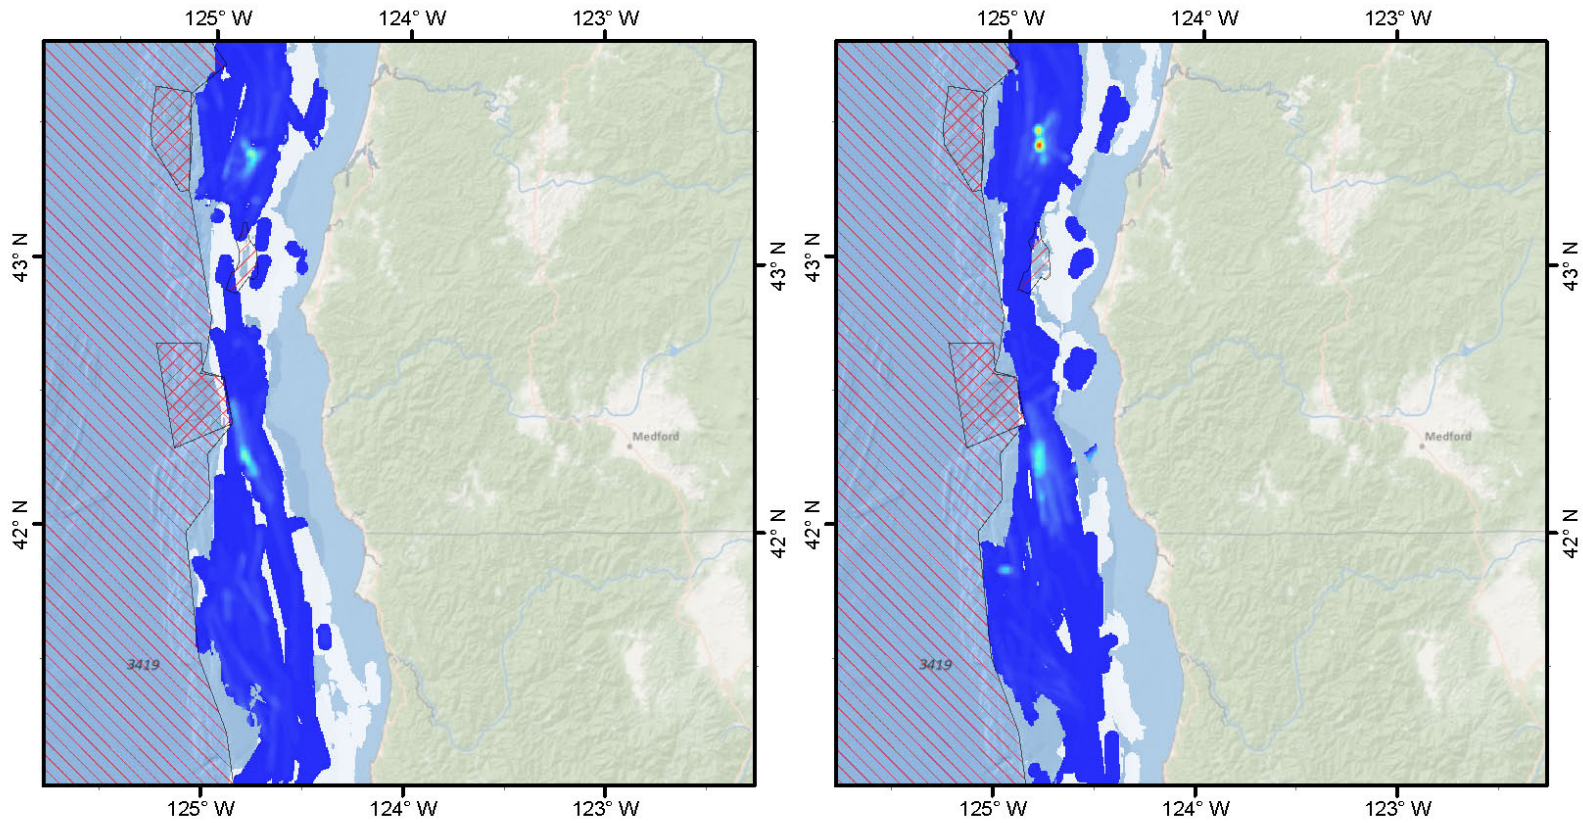 125° W 124° W 123° W 125° W 124° W 123° W
43° N 43° N 43° N 43° N
Medford Medford
42° N 42° N 42° N 42° N
3419 3419
125° W 124° W 123° W 125° W 124° W 123° W